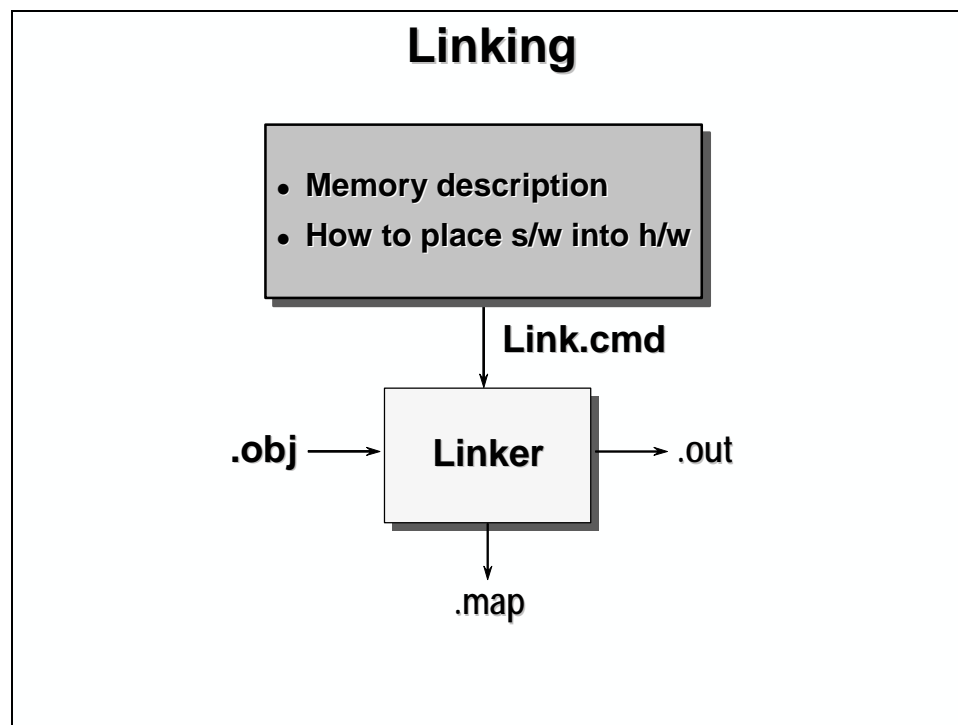 Linking
• Memory description
• How to place s/w into h/w
Link.cmd
.obj
Linker
.out
.map